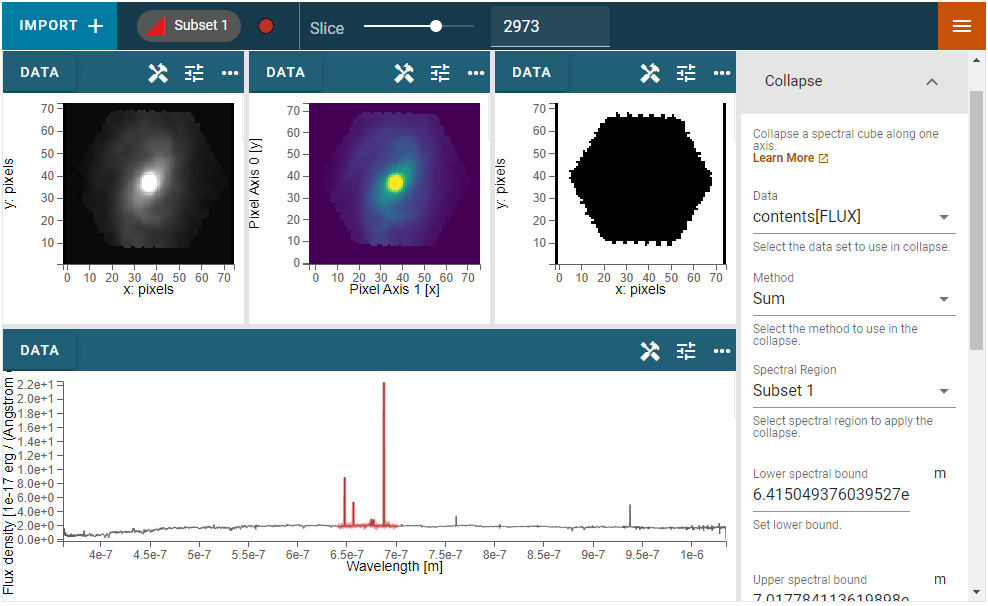 IMPORT +
Subset 1
Slice
2973
DATA
DATA
DATA
70
60
50
40
30
20
10
y: pixels
0 10 20 30 40 50 60 70
x: pixels
70
60
50
40
30
20
10
0
Pixel Axis 0 [y]
0 10 20 30 40 50 60 70
Pixel Axis 1 [x]
70
60
50
40
30
20
10
y: pixels
0 10 20 30 40 50 60 70
x: pixels
DATA
2.2e+1
2.0e+1
1.8e+1
1.6e+1
1.4e+1
1.2e+1
1.0e+1
8.0e+0
6.0e+0
4.0e+0
2.0e+0
0.0e+0
Flux density [1e-17 erg / (Angstrom
4e-7 4.5e-7 5e-7 5.5e-7 6e-7 6.5e-7 7e-7 7.5e-7 8e-7 8.5e-7 9e-7 9.5e-7 1e-6
Wavelength [m]
Collapse
Collapse a spectral cube along one
axis.
Learn More
Data
contents[FLUX]
Select the data set to use in collapse.
Method
Sum
Select the method to use in the
collapse.
Spectral Region
Subset 1
Select spectral region to apply the
collapse.
Lower spectral bound m
6.415049376039527e
Set lower bound.
Upper spectral bound m
7.017784113619898e